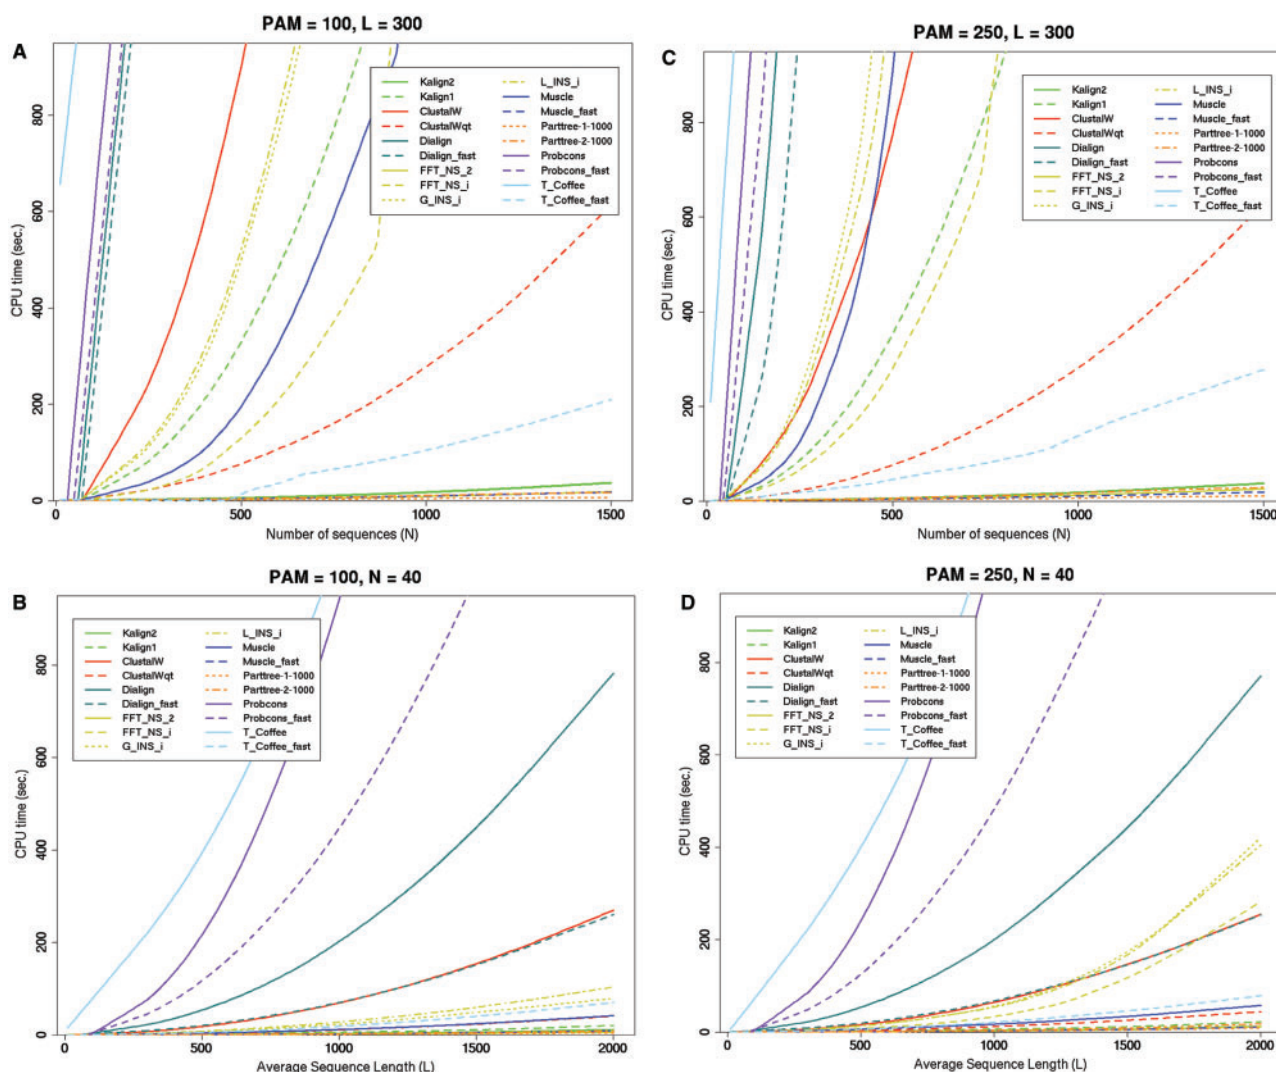 PAM = 100, L = 300
A
CPU time (sec.)
800
600
400
200
0
Kalign2
Kalign1
ClustalW
ClustalWqt
Dialign
Dialign_fast
FFT_NS_2
FFT_NS_i
G_INS_i
L_INS_i
Muscle
Muscle_fast
Parttree-1-1000
Parttree-2-1000
Probcons
Probcons_fast
T_Coffee
T_Coffee_fast
0 500 1000 1500
Number of sequences (N)
PAM = 250, L = 300
C
CPU time (sec.)
800
600
400
200
0
Kalign2
Kalign1
ClustalW
ClustalWqt
Dialign
Dialign_fast
FFT_NS_2
FFT_NS_i
G_INS_i
L_INS_i
Muscle
Muscle_fast
Parttree-1-1000
Parttree-2-1000
Probcons
Probcons_fast
T_Coffee
T_Coffee_fast
0 500 1000 1500
Number of sequences (N)
PAM = 100, N = 40
B
CPU time (sec.)
800
600
400
200
0
Kalign2
Kalign1
ClustalW
ClustalWqt
Dialign
Dialign_fast
FFT_NS_2
FFT_NS_i
G_INS_i
L_INS_i
Muscle
Muscle_fast
Parttree-1-1000
Parttree-2-1000
Probcons
Probcons_fast
T_Coffee
T_Coffee_fast
0 500 1000 1500 2000
Average Sequence Length (L)
PAM = 250, N = 40
D
CPU time (sec.)
800
600
400
200
0
Kalign2
Kalign1
ClustalW
ClustalWqt
Dialign
Dialign_fast
FFT_NS_2
FFT_NS_i
G_INS_i
L_INS_i
Muscle
Muscle_fast
Parttree-1-1000
Parttree-2-1000
Probcons
Probcons_fast
T_Coffee
T_Coffee_fast
0 500 1000 1500 2000
Average Sequence Length (L)